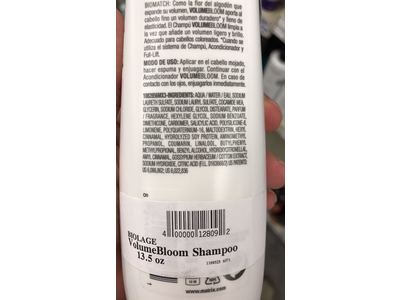 BIOMATCH: Como la flor del algodón que
expande su volumen, VOLUMEBLOOM aporta al
cabello fino un volumen duradero* y lleno de
elasticidad. El Champú VOLUMEBLOOM limpia a
la vez que añade un volumen ligero y brillo.
Adecuado para cabellos coloreados. *Cuando se
utiliza el sistema de Champú, Acondicionador y
Full-Lift.
MODO DE USO: Aplicar en el cabello mojado,
hacer espuma y enjuagar. Continuar con el
Acondicionador VOLUMEBLOOM. En caso de
contacto con los ojos, enjuagarlos inmediatamente.
INGREDIENTS: AQUA / WATER / EAU, SODIUM
LAURETH SULFATE, SODIUM LAURYL SULFATE, COCAMIDE MEA,
GLYCERIN, SODIUM CHLORIDE, GLYCOL DISTEARATE, PARFUM
/ FRAGRANCE, HEXYLENE GLYCOL, SODIUM BENZOATE,
DIMETHICONE, CARBOMER, SALICYLIC ACID, POLYSILICONE-
LIMONENE, POLYQUATERNIUM- MALTODEXTRIN, HEXYL
CINNAMAL, HYDROLYZED SOY PROTEIN, AMINOMETHYL
PROPANOL, COUMARIN, LINALOOL, BUTYLPHENYL
METHYLPROPIONAL, BENZYL ALCOHOL, HYDROXYCITRONELLAL,
AMYL CINNAMAL, GOSSYPIUM HERBACEUM / COTTON EXTRACT,
SODIUM HYDROXIDE, CITRIC ACID
4 00000 12809 2
BIOLAGE
VolumeBloom Shampoo
13.5 oz
www.matrix.com